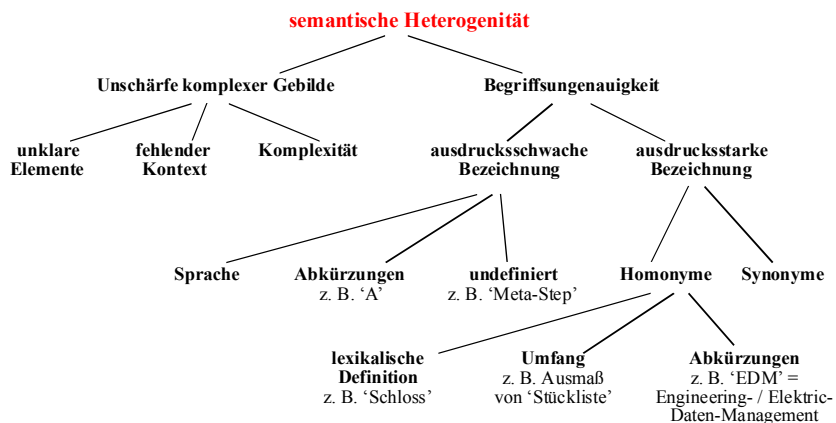 semantische Heterogenität
Unschärfe komplexer Gebilde
Begriffsungenauigkeit
unklare
Elemente
fehlender
Kontext
Komplexität
ausdrucksschwache
Bezeichnung
ausdrucksstarke
Bezeichnung
Sprache
Abkürzungen
z. B. ‘A’
undefiniert
z. B. ‘Meta-Step’
Homonyme
Synonyme
lexikalische
Definition
z. B. ‘Schloss’
Umfang
z. B. Ausmaß
von ‘Stückliste’
Abkürzungen
z. B. ‘EDM’ =
Engineering- / Elektric-
Daten-Management